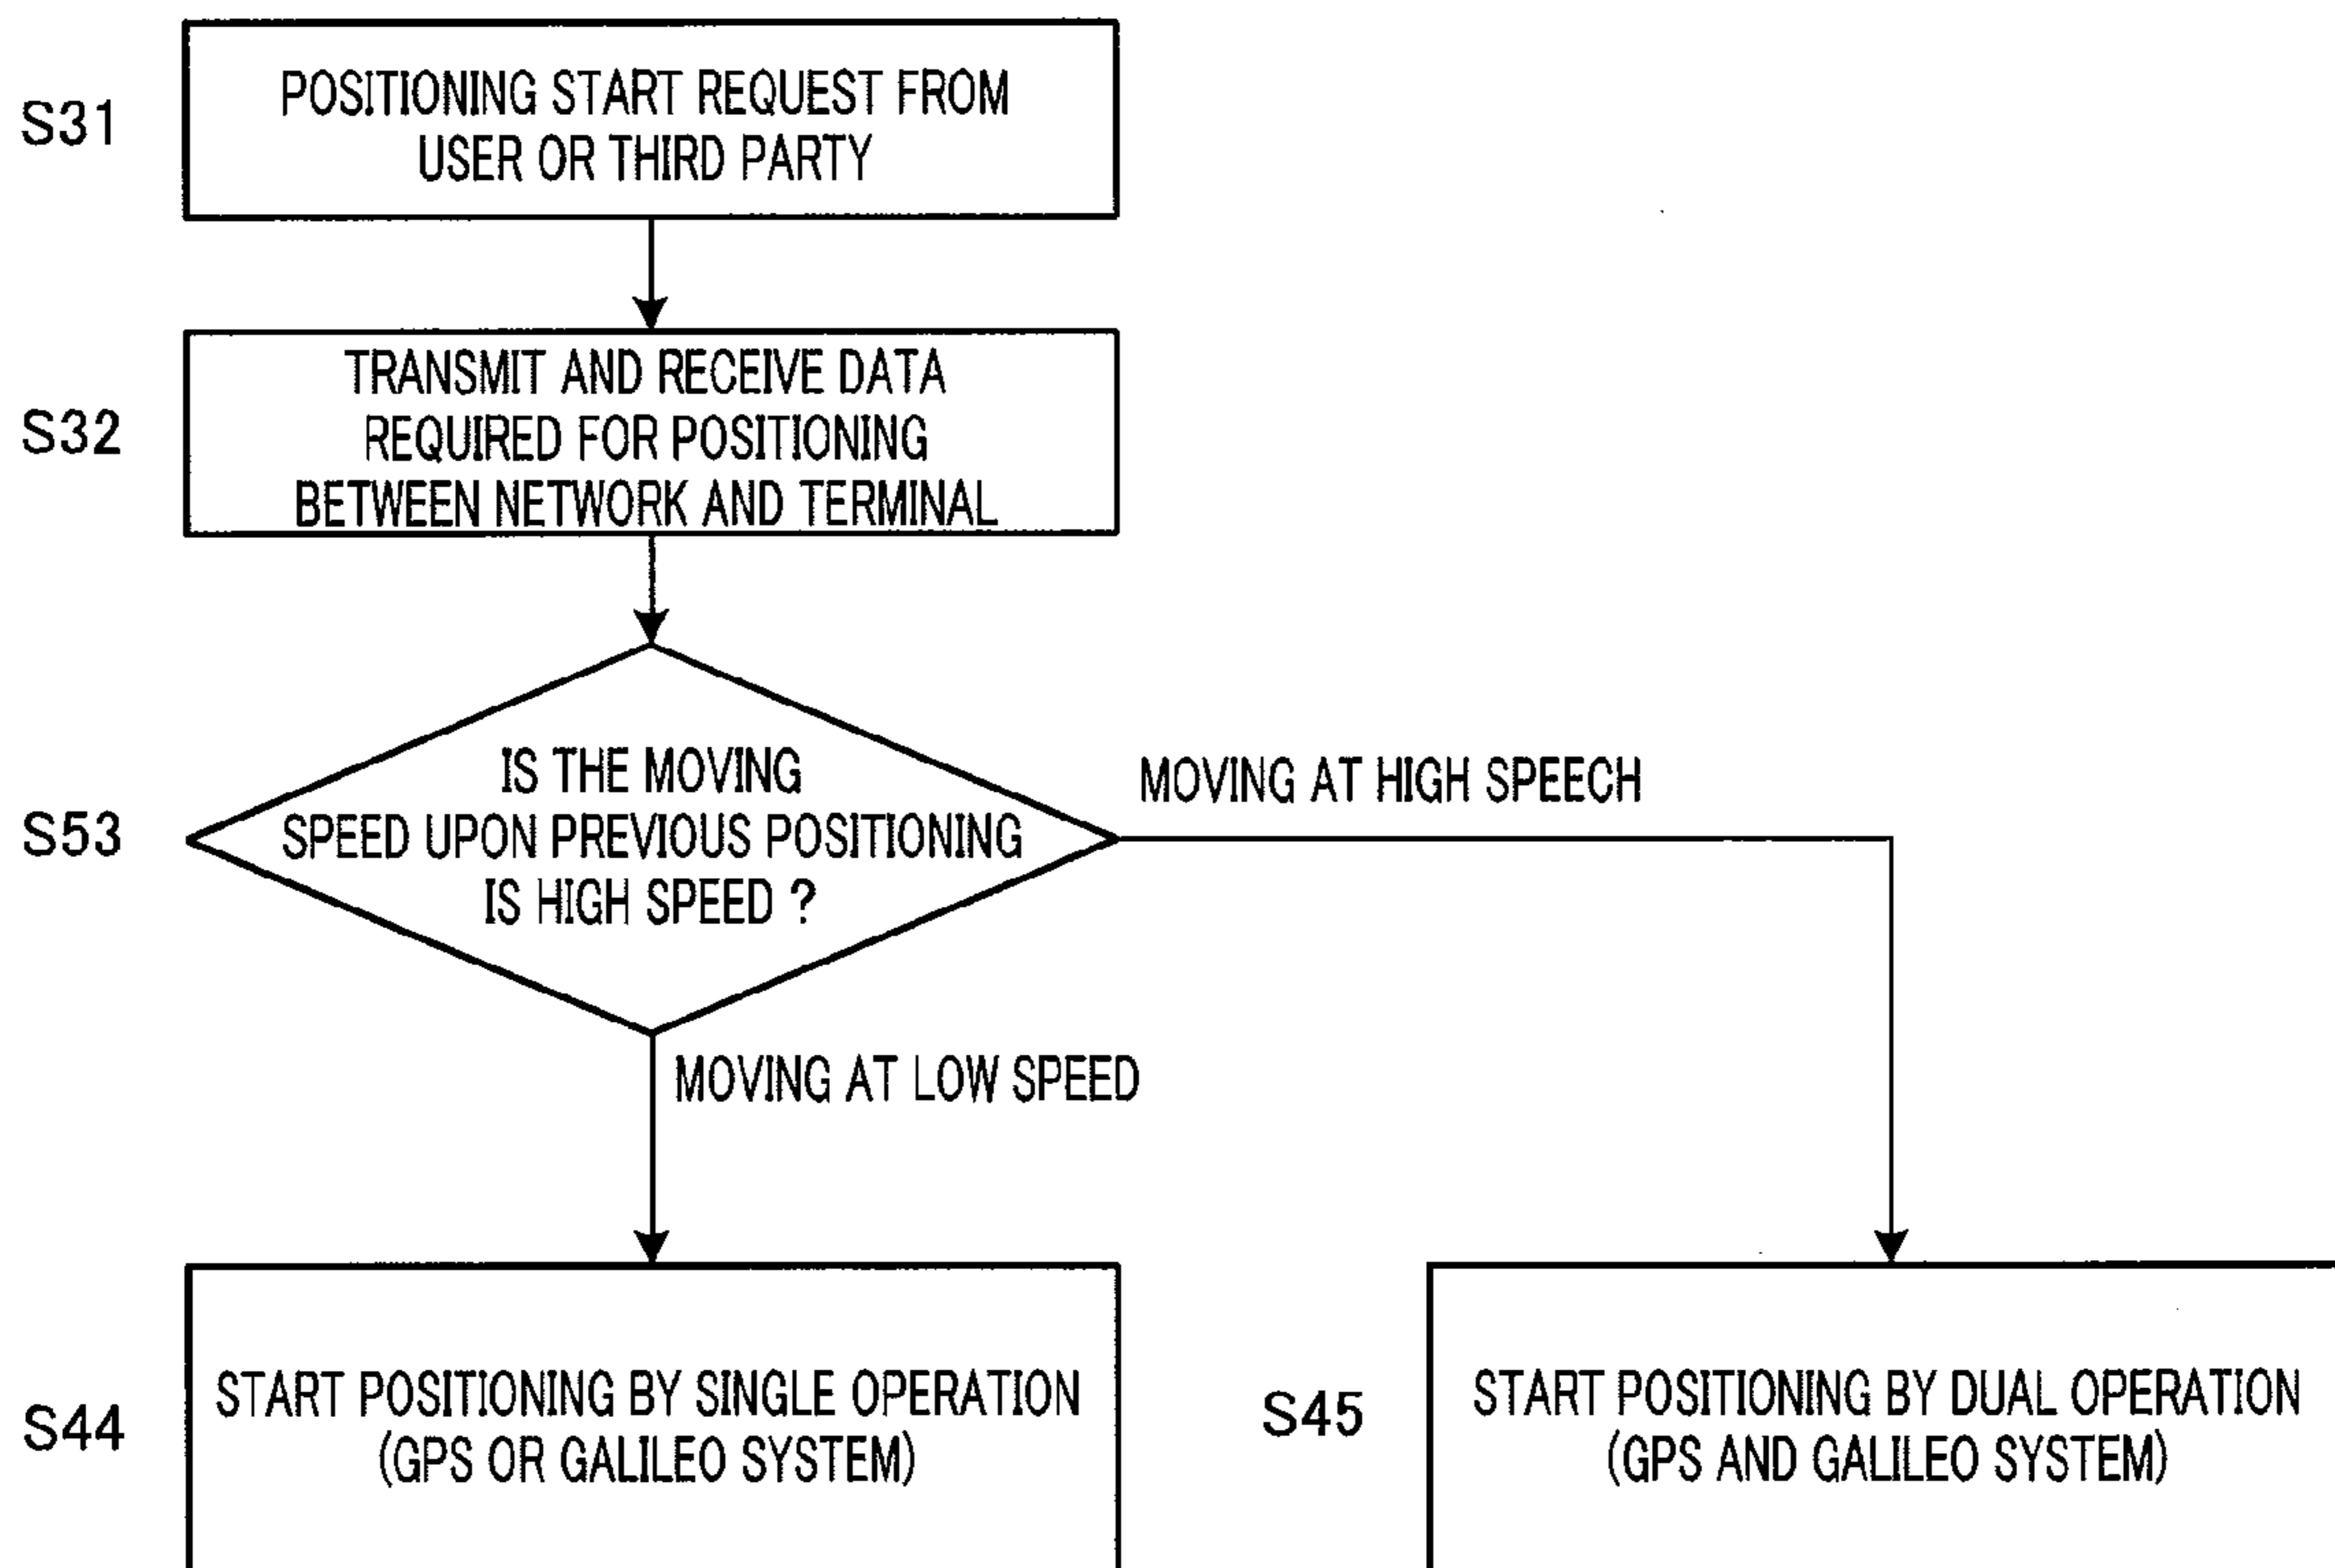 S31
POSITIONING START REQUEST FROM
USER OR THIRD PARTY
S32
TRANSMIT AND RECEIVE DATA
REQUIRED FOR POSITIONING
BETWEEN NETWORK AND TERMINAL
S53
IS THE MOVING
SPEED UPON PREVIOUS POSITIONING
IS HIGH SPEED ?
MOVING AT HIGH SPEECH
MOVING AT LOW SPEED
S44
START POSITIONING BY SINGLE OPERATION
(GPS OR GALILEO SYSTEM)
S45
START POSITIONING BY DUAL OPERATION
(GPS AND GALILEO SYSTEM)